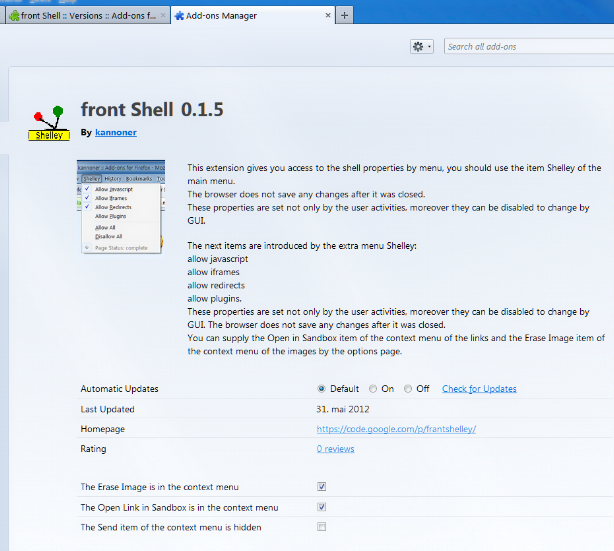 front Shell :: Versions :: Add-ons f...
Add-ons Manager
Search all add-ons
Shelley
front Shell 0.1.5
By kannoner
kannoner :: Add-ons for Firefox - Moz
Shelley History Bookmarks
Allow Javascript
Allow Iframes
Allow Redirects
Allow Plugins
Allow All
Disallow All
Page Status: complete
This extension gives you access to the shell properties by menu, you should use the item Shelley of the
main menu.
The browser does not save any changes after it was closed.
These properties are set not only by the user activities, moreover they can be disabled to change by
GUI.
The next items are introduced by the extra menu Shelley:
allow javascript
allow iframes
allow redirects
allow plugins.
These properties are set not only by the user activities, moreover they can be disabled to change by
GUI. The browser does not save any changes after it was closed.
You can supply the Open in Sandbox item of the context menu of the links and the Erase Image item of
the context menu of the images by the options page.
Automatic Updates Default On Off Check for Updates
Last Updated 31. mai 2012
Homepage https://code.google.com/p/frantshelley/
Rating 0 reviews
The Erase Image is in the context menu
The Open Link in Sandbox is in the context menu
The Send item of the context menu is hidden